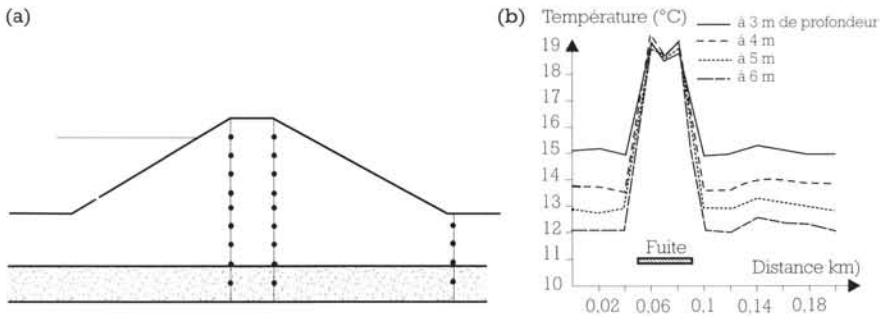 (a)
(b) Température (°C)
à 3 m de profondeur
à 4 m
à 5 m
à 6 m
19
18
17
16
15
14
13
12
11
10
Fuite
Distance km)
0,02 0,06 0,1 0,14 0,18